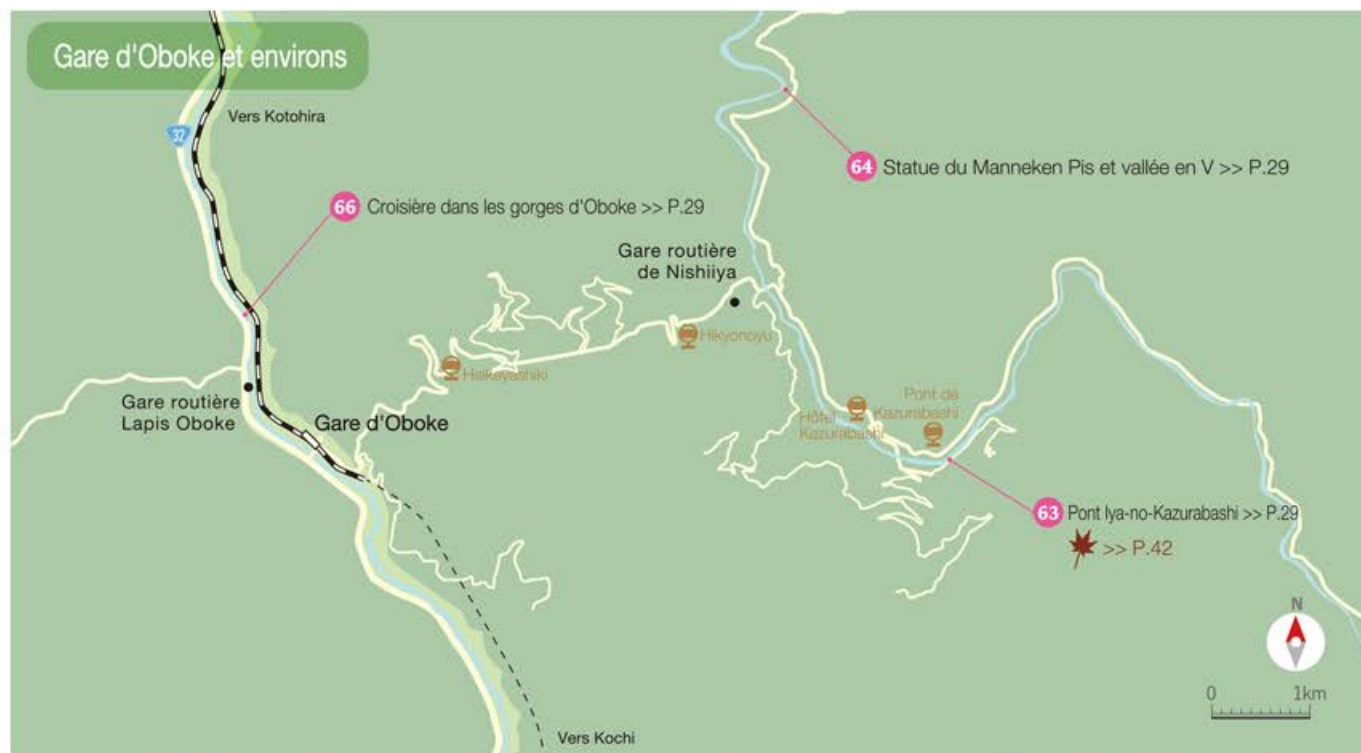 Gare d'Oboke et environs
Vers Kotohira
32
64 Statue du Manneken Pis et vallée en V >> P.29
66 Croisière dans les gorges d'Oboke >> P.29
Gare routière
de Nishiiya
Hikyonoyu
Heikeyashiki
Gare routière
Lapis Oboke
Gare d'Oboke
Hôtel
Kazurabashi
Pont de
Kazurabashi
63 Pont Iya-no-Kazurabashi >> P.29
>> P.42
N
0 1km
Vers Kochi